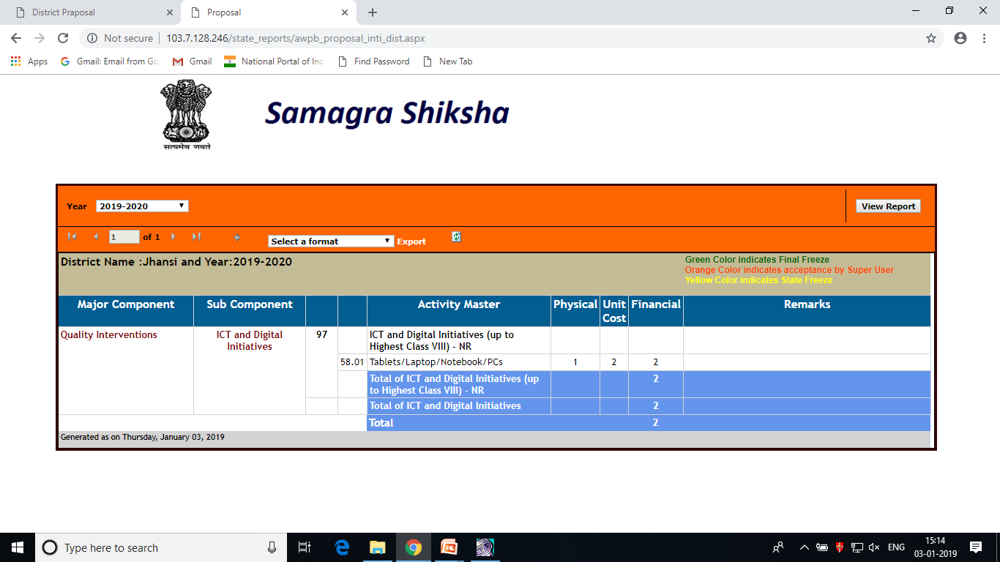 District Praposal
Proposal
Not secure
103.7.128.246/state_reports/awpb_proposal_inti_dist.aspx
Apps
Gmail: Email from Go
Gmail
National Portal of Ind
Find Password
New Tab
सत्यमेव जयते
Samagra Shiksha
Year 2019-2020
View Report
1 of 1
Select a format Export
District Name :Jhansi and Year:2019-2020
Green Color indicates Final Freeze
Orange Color indicates acceptance by Super User
Yellow Color indicates State Freeze
Major Component Sub Component Activity Master Physical Unit Cost Financial Remarks
Quality Interventions ICT and Digital Initiatives 97 ICT and Digital Initiatives (up to
Highest Class VIII) - NR
58.01 Tablets/Laptop/Notebook/PCs 1 2 2
Total of ICT and Digital Initiatives (up 2
to Highest Class VIII) - NR
Total of ICT and Digital Initiatives 2
Total 2
Generated as on Thursday, January 03, 2019
Type here to search
ENG
15:14
03-01-2019